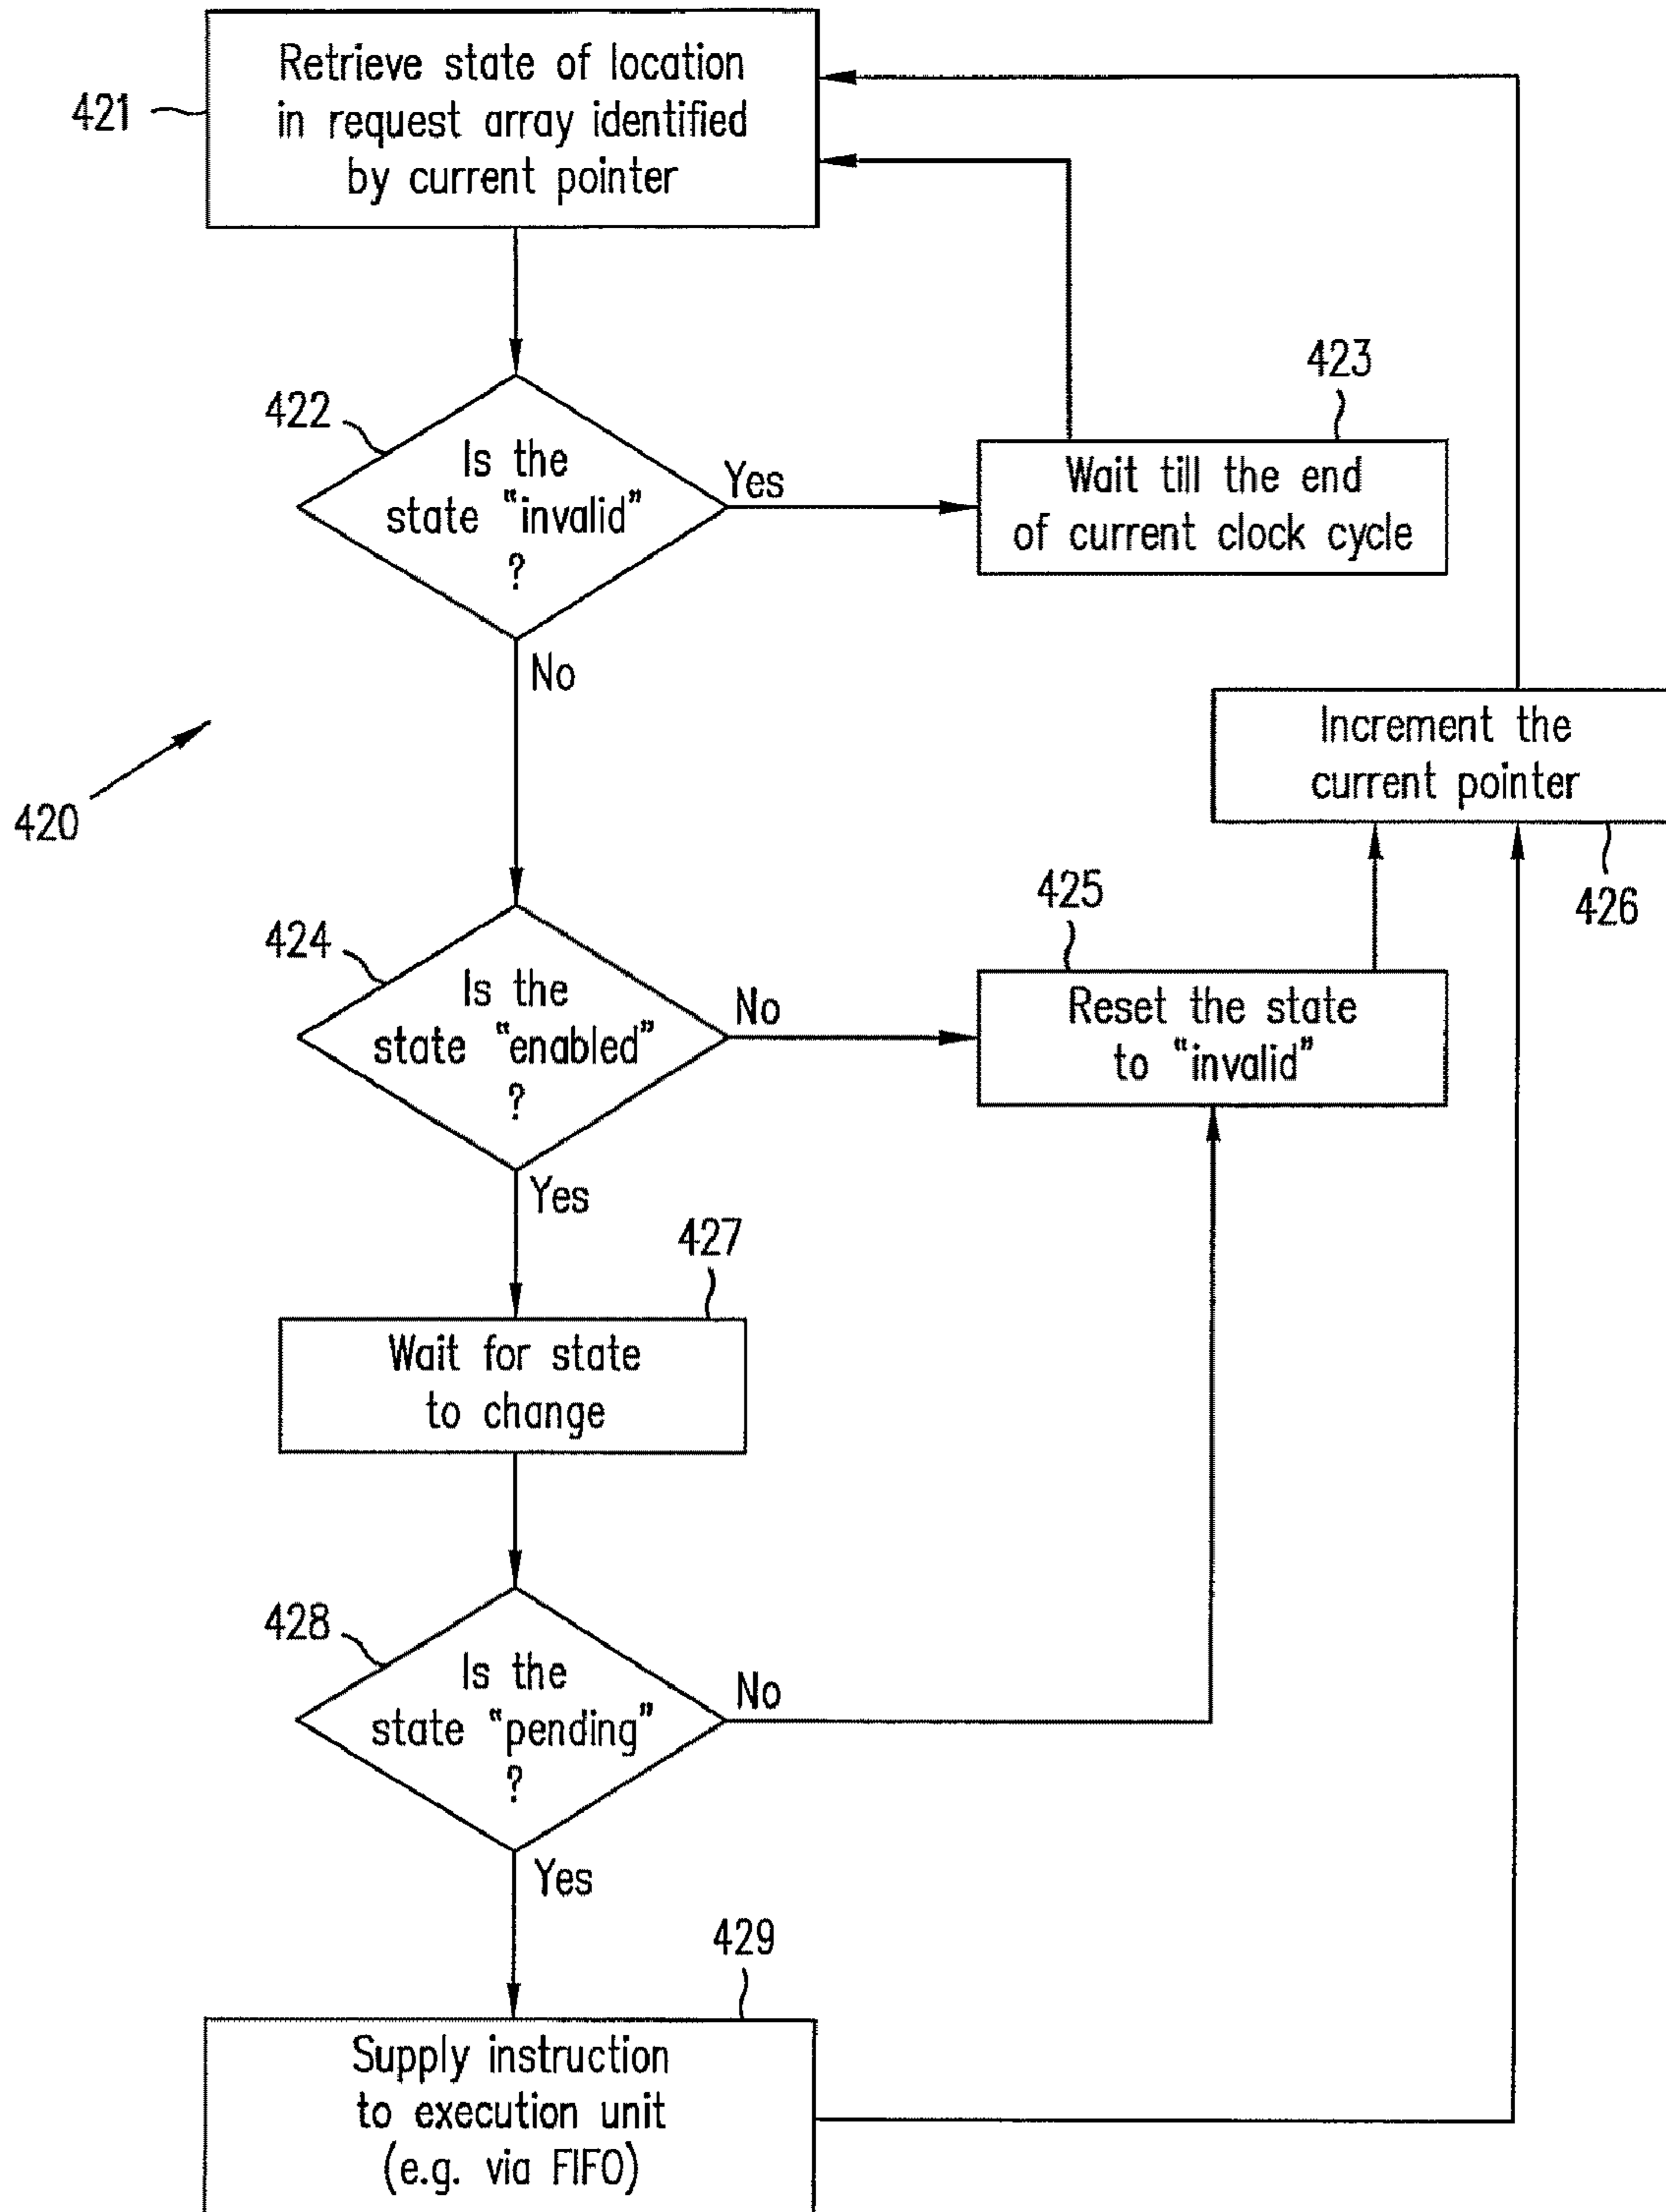 Retrieve state of location
in request array identified
by current pointer
421
422
Is the
state "invalid"
?
Yes
No
423
Wait till the end
of current clock cycle
420
Increment the
current pointer
426
424
Is the
state "enabled"
?
No
Yes
425
Reset the state
to "invalid"
427
Wait for state
to change
428
Is the
state "pending"
?
No
Yes
429
Supply instruction
to execution unit
(e.g. via FIFO)